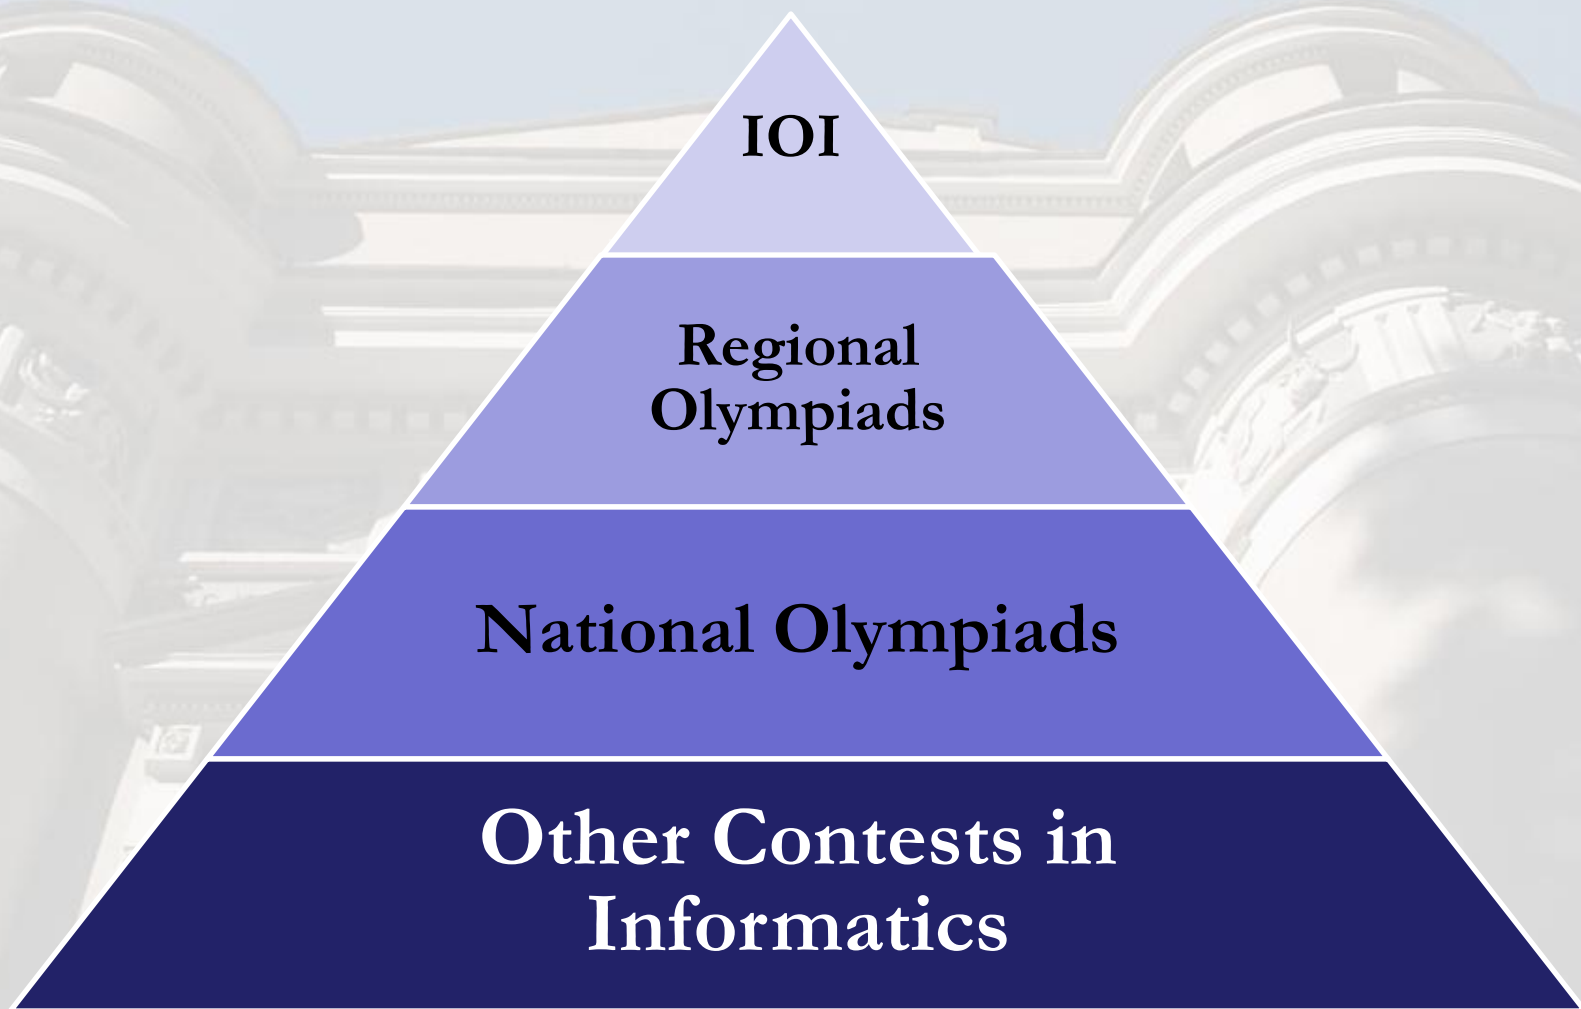 IOI
Regional
Olympiads
National Olympiads
Other Contests in
Informatics